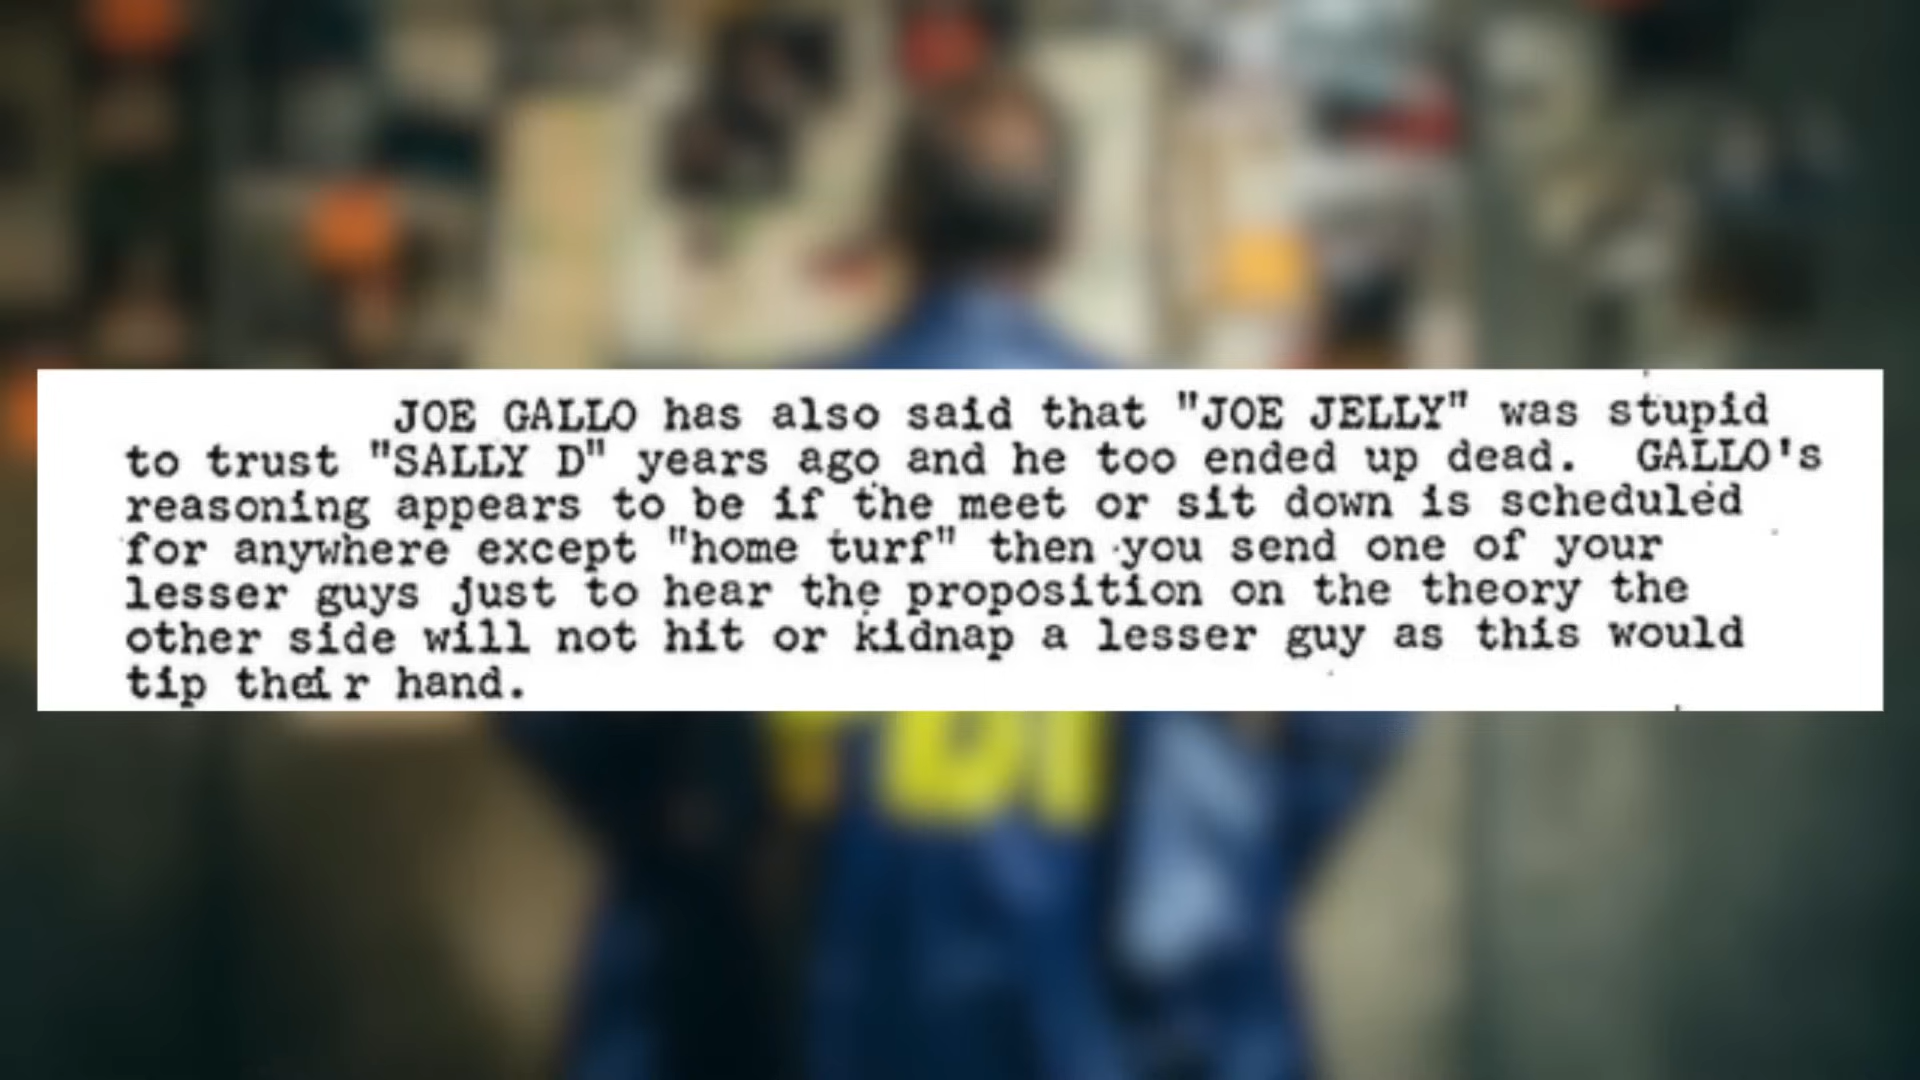 JOE GALLO has also said that "JOE JELLY" was stupid
to trust "SALLY D" years ago and he too ended up dead. GALLO's
reasoning appears to be if the meet or sit down is scheduled
for anywhere except "home turf" then you send one of your
lesser guys just to hear the proposition on the theory the
other side will not hit or kidnap a lesser guy as this would
tip their hand.
FBI